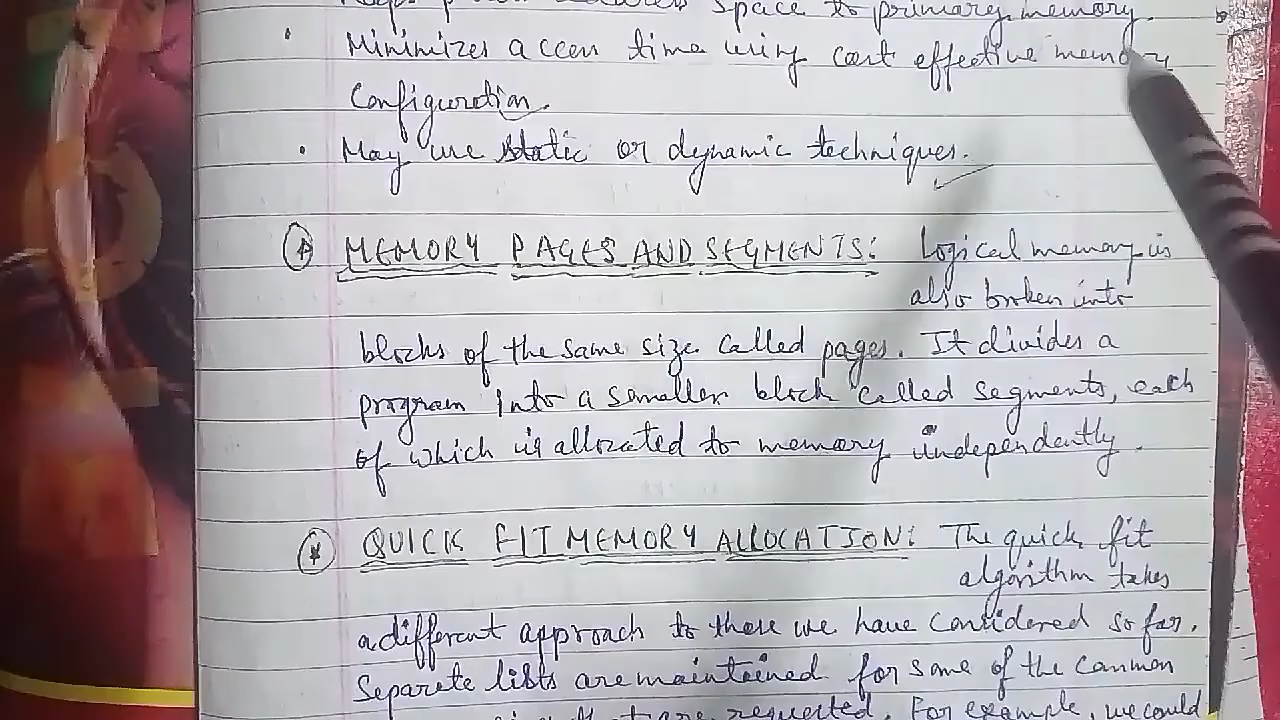 space to primary memory.
• Minimizes access time using cost effective memory
configuration.
• May use static or dynamic techniques.
MEMORY PAGES AND SEGMENTS: Logical memory is
also broken into
blocks of the same size called pages. It divides a
program into a smaller block called segments, each
of which is allocated to memory independently.
QUICK FIT MEMORY ALLOCATION: The quick fit
algorithm takes
a different approach to those we have considered so far.
Separate lists are maintained for some of the common
requested. For example, we could